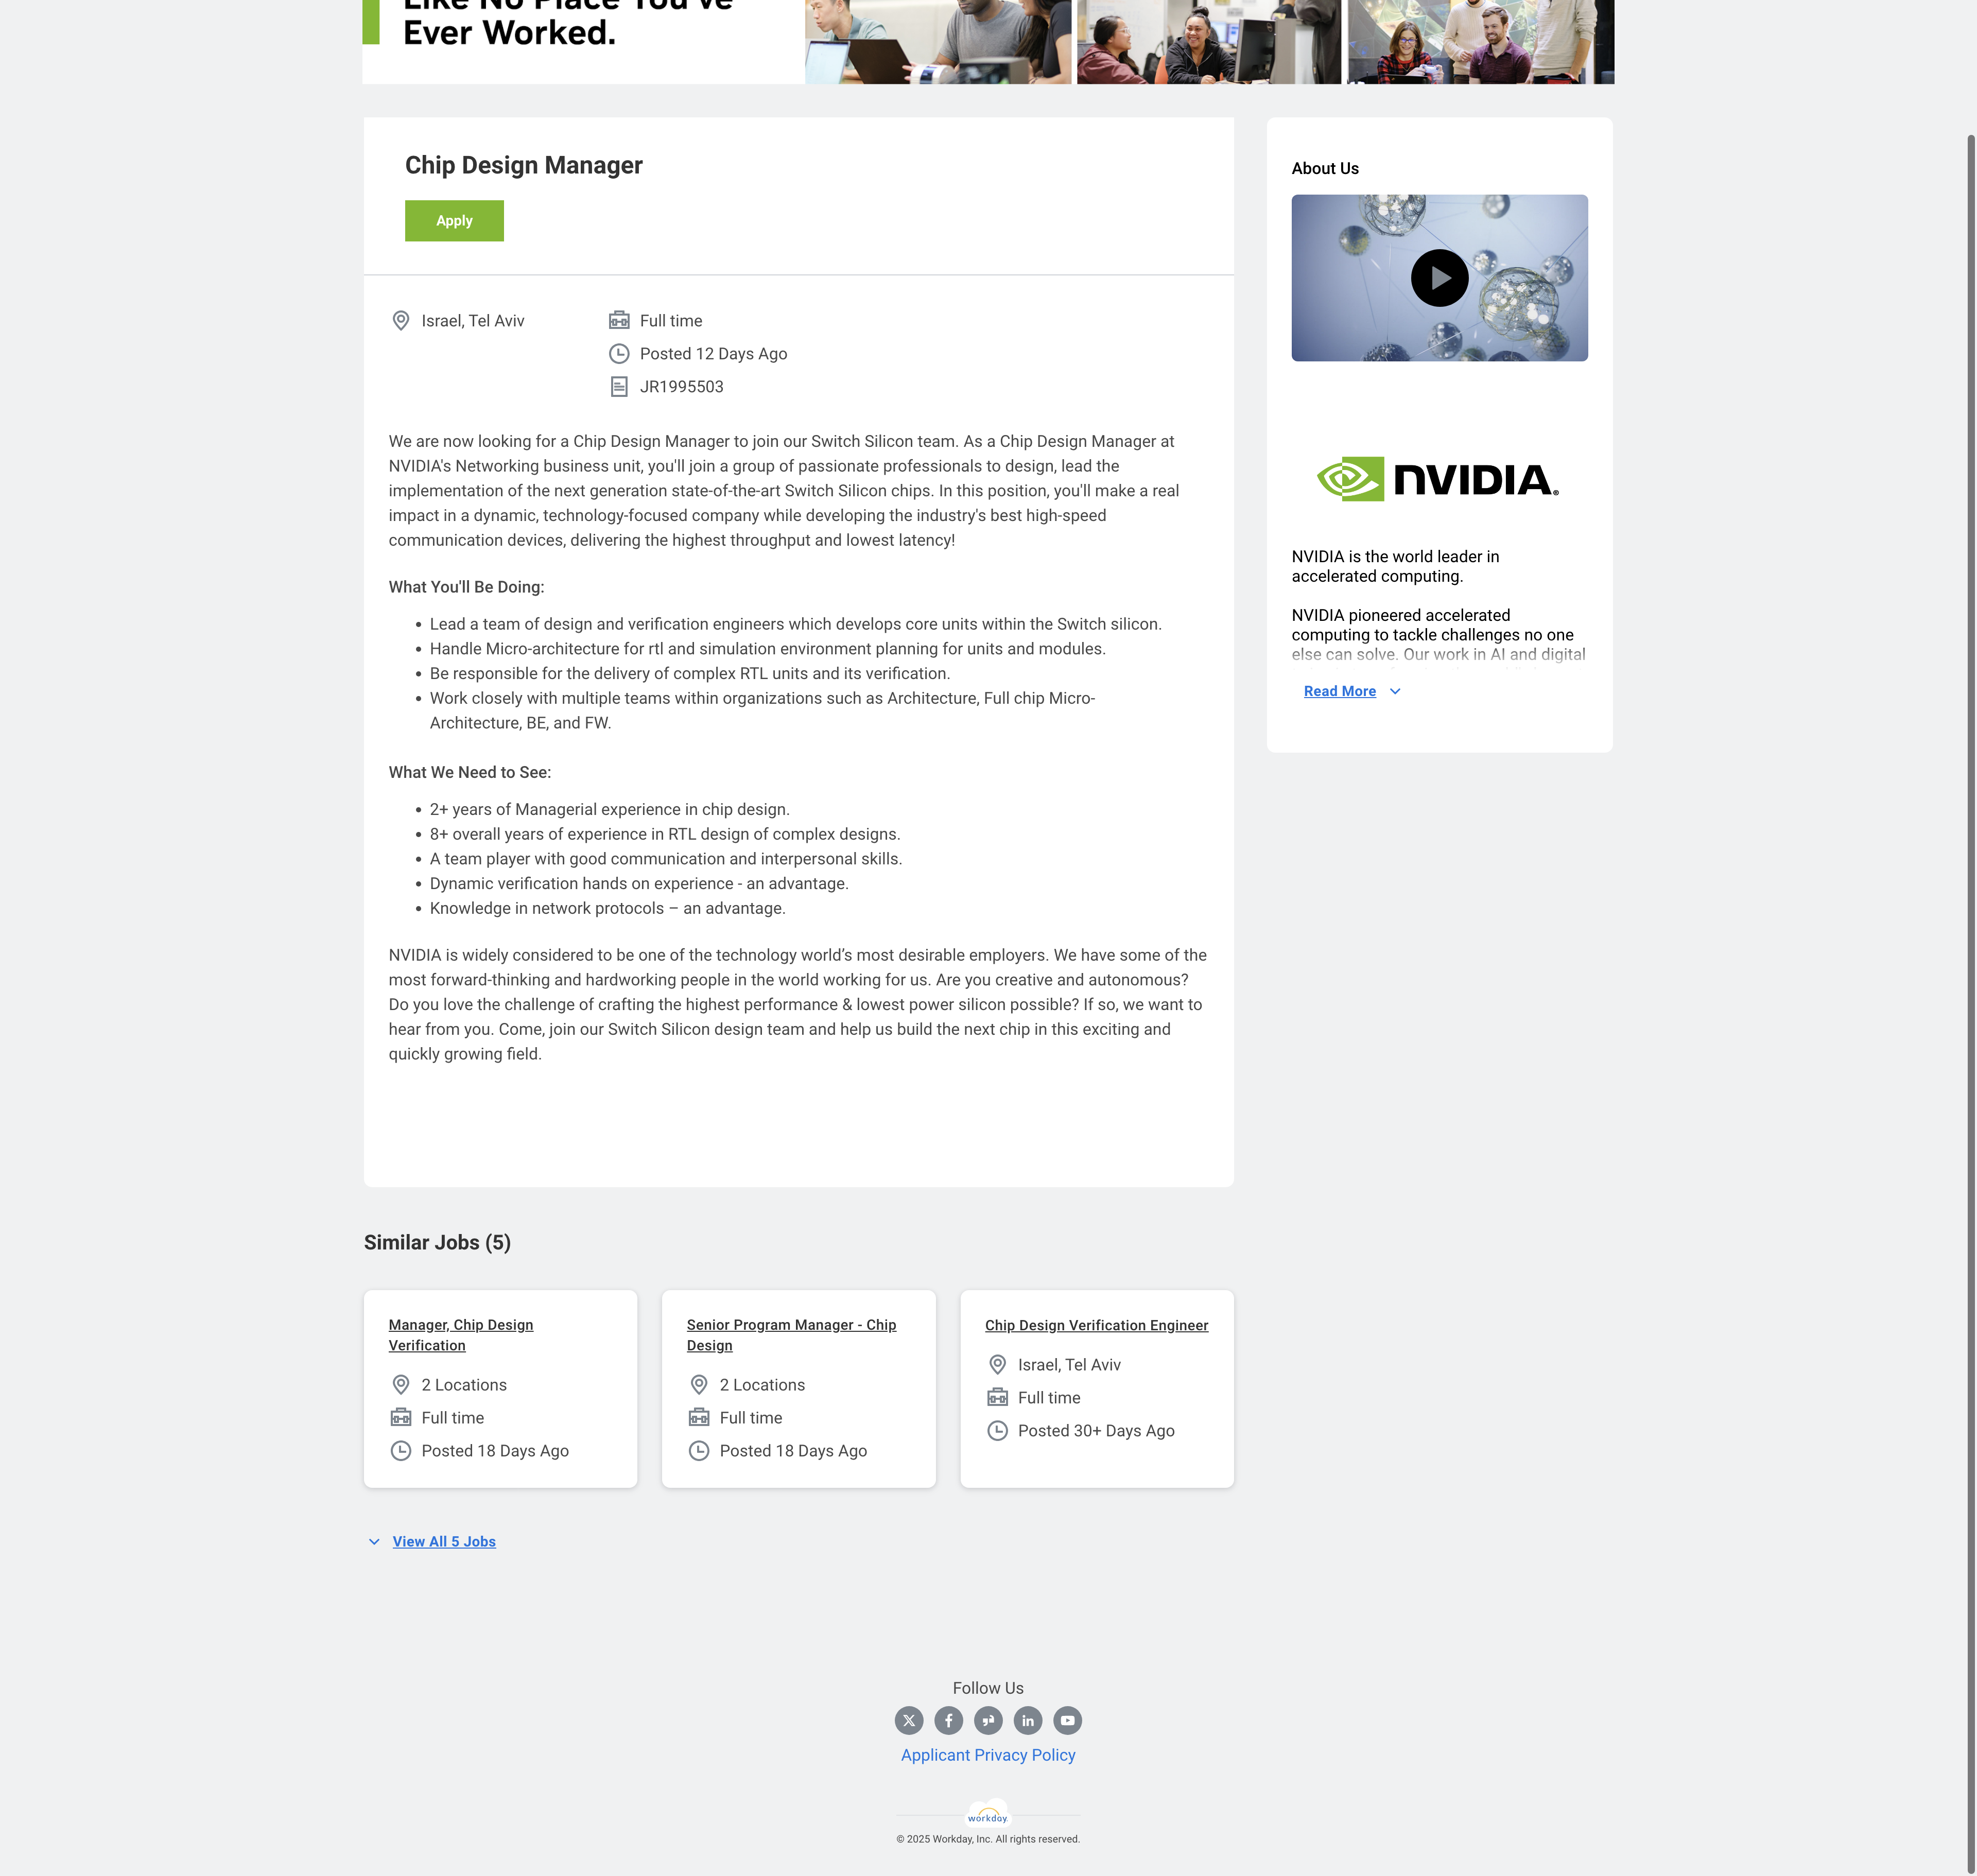 Like No Place You've
Ever Worked.
Chip Design Manager
Apply
Israel, Tel Aviv
Full time
Posted 12 Days Ago
JR1995503
We are now looking for a Chip Design Manager to join our Switch Silicon team. As a Chip Design Manager at
NVIDIA's Networking business unit, you'll join a group of passionate professionals to design, lead the
implementation of the next generation state-of-the-art Switch Silicon chips. In this position, you'll make a real
impact in a dynamic, technology-focused company while developing the industry's best high-speed
communication devices, delivering the highest throughput and lowest latency!
What You'll Be Doing:
• Lead a team of design and verification engineers which develops core units within the Switch silicon.
• Handle Micro-architecture for rtl and simulation environment planning for units and modules.
• Be responsible for the delivery of complex RTL units and its verification.
• Work closely with multiple teams within organizations such as Architecture, Full chip Micro-
Architecture, BE, and FW.
What We Need to See:
• 2+ years of Managerial experience in chip design.
• 8+ overall years of experience in RTL design of complex designs.
• A team player with good communication and interpersonal skills.
• Dynamic verification hands on experience - an advantage.
• Knowledge in network protocols – an advantage.
NVIDIA is widely considered to be one of the technology world’s most desirable employers. We have some of the
most forward-thinking and hardworking people in the world working for us. Are you creative and autonomous?
Do you love the challenge of crafting the highest performance & lowest power silicon possible? If so, we want to
hear from you. Come, join our Switch Silicon design team and help us build the next chip in this exciting and
quickly growing field.
About Us
NVIDIA®
NVIDIA is the world leader in
accelerated computing.
NVIDIA pioneered accelerated
computing to tackle challenges no one
else can solve. Our work in AI and digital
Read More
Similar Jobs (5)
Manager, Chip Design
Verification
2 Locations
Full time
Posted 18 Days Ago
Senior Program Manager - Chip
Design
2 Locations
Full time
Posted 18 Days Ago
Chip Design Verification Engineer
Israel, Tel Aviv
Full time
Posted 30+ Days Ago
View All 5 Jobs
Follow Us
Applicant Privacy Policy
workday
© 2025 Workday, Inc. All rights reserved.